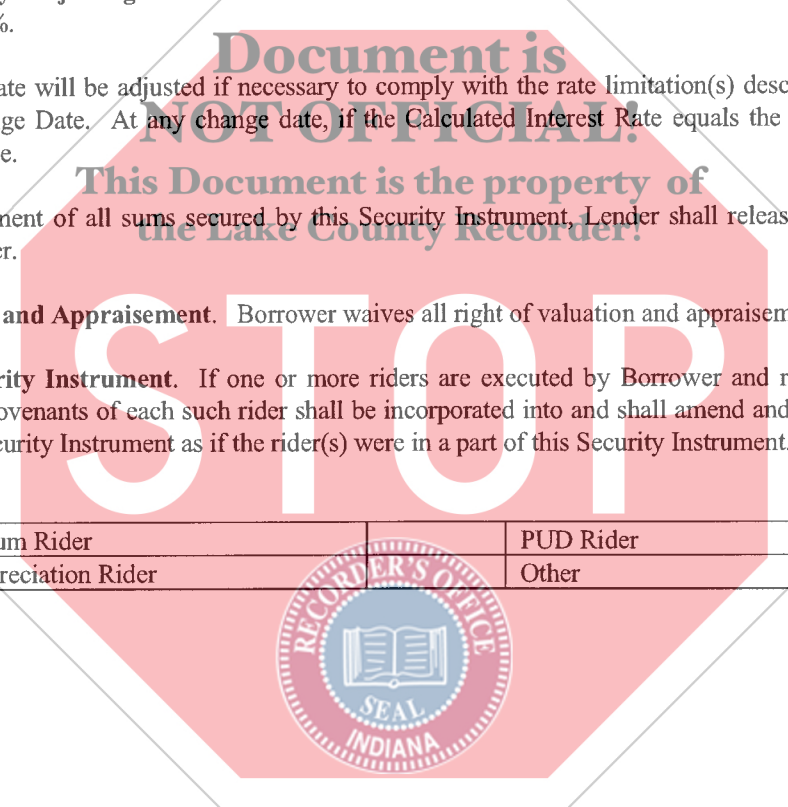 %.
Document is
ate will be adjusted if necessary to comply with the rate limitation(s) desc
NOT OFFICIAL!
ge Date. At any change date, if the Calculated Interest Rate equals the
e.
This Document is the property of
ment of all sums secured by this Security Instrument, Lender shall releas
the Lake County Recorder!
er.
and Appraisement. Borrower waives all right of valuation and appraisem
STOP
rity Instrument. If one or more riders are executed by Borrower and r
ovenants of each such rider shall be incorporated into and shall amend and
curity Instrument as if the rider(s) were in a part of this Security Instrument.
um Rider
PUD Rider
reciation Rider
Other
RECORDER'S OFFICE
SEAL
INDIANA